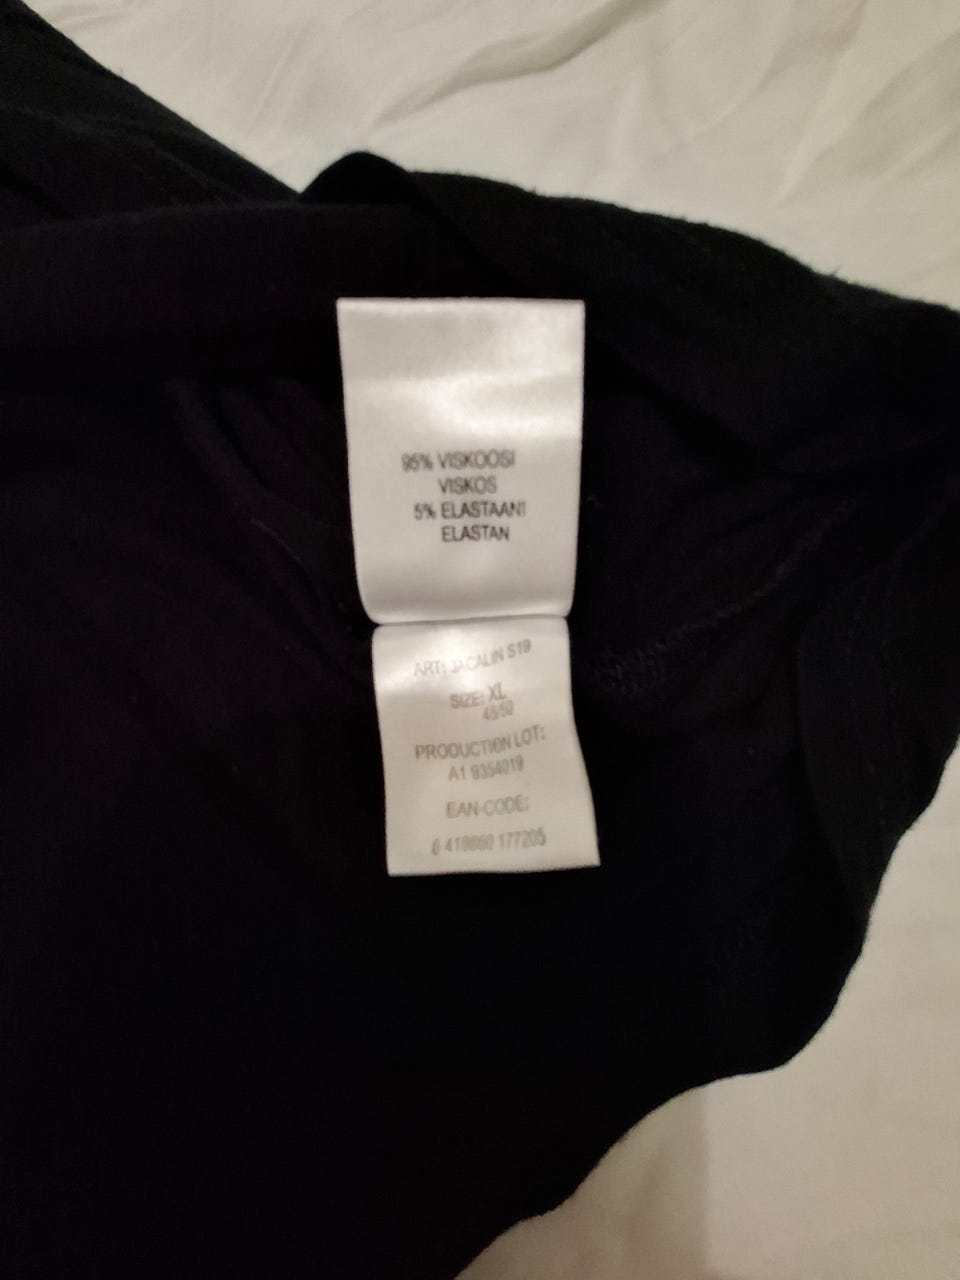 95% VISKOOSI
VISKOS
5% ELASTAANI
ELASTAN
ART: JACALIN S19
SIZE: XL
48/50
PRODUCTION LOT:
A1 9354019
EAN-CODE:
6 419860 177205